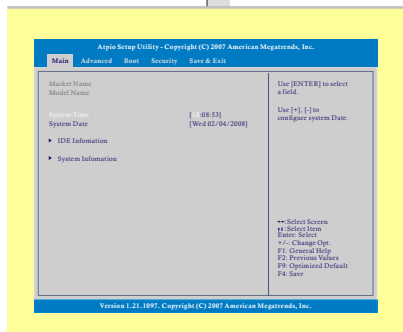 Atpio Setup Utility - Copyright (C) 2007 American Megatrends, Inc.
Main Advanced Boot Security Save & Exit
Market Name
Model Name
System Time [ :08:53]
System Date [Wed 02/04/2008]
IDE Infomation
System Infomation
Use [ENTER] to select
a field.
Use [+], [-] to
configure system Date.
↔:Select Screen
↑↓:Select Item
Enter: Select
+/-: Change Opt.
F1: General Help
F2: Previous Values
F9: Optimized Default
F4: Save
Version 1.21.1097. Copyright (C) 2007 American Megatrends, Inc.